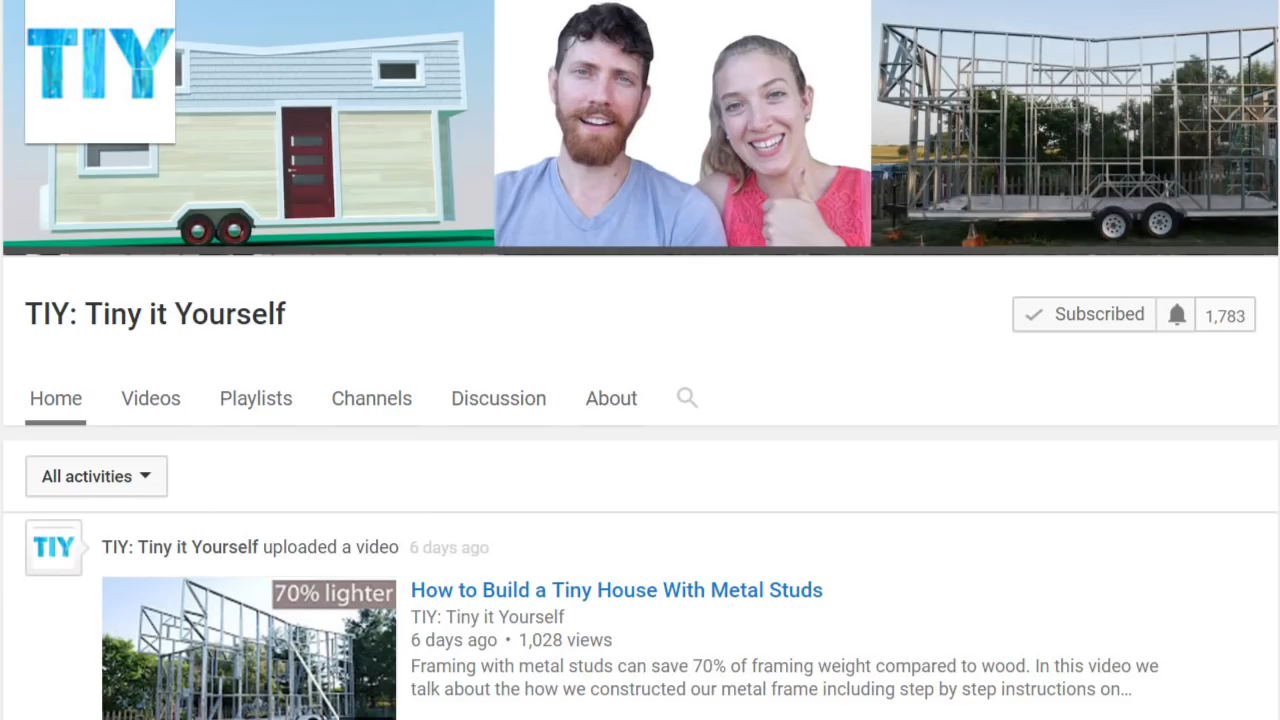 TIY
TIY: Tiny it Yourself
Subscribed 1,783
Home Videos Playlists Channels Discussion About
All activities
TIY
TIY: Tiny it Yourself uploaded a video 6 days ago
70% lighter
How to Build a Tiny House With Metal Studs
TIY: Tiny it Yourself
6 days ago • 1,028 views
Framing with metal studs can save 70% of framing weight compared to wood. In this video we
talk about the how we constructed our metal frame including step by step instructions on...